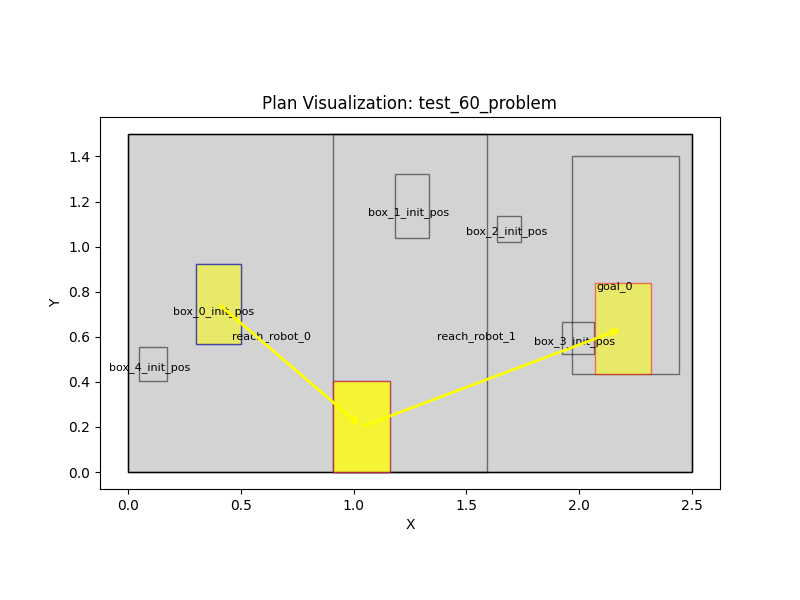 Plan Visualization: test_60_problem
Y
1.4
1.2
1.0
0.8
0.6
0.4
0.2
0.0
box_1_init_pos
box_2_init_pos
goal_0
box_0_init_pos
reach_robot_0
reach_robot_1
box_3_init_pos
box_4_init_pos
0.0 0.5 1.0 1.5 2.0 2.5
X